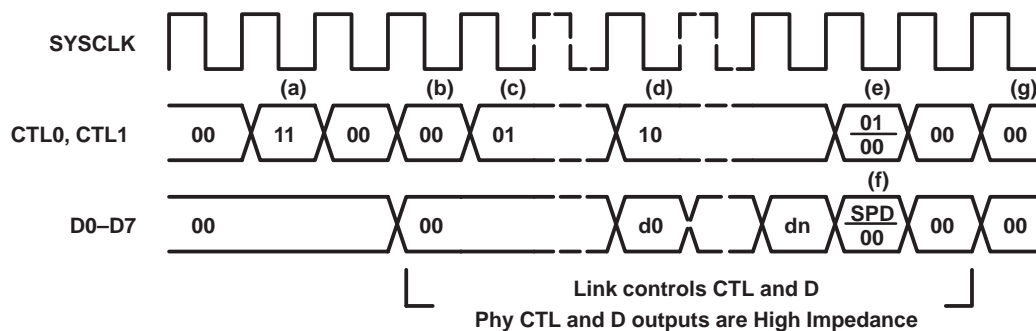 SYSCLK
(a) (b) (c) (d) (e) (g)
CTL0, CTL1 00 11 00 00 01 10 01 00 00 00
(f)
D0–D7 00 00 d0 dn SPD 00 00 00
Link controls CTL and D
Phy CTL and D outputs are High Impedance